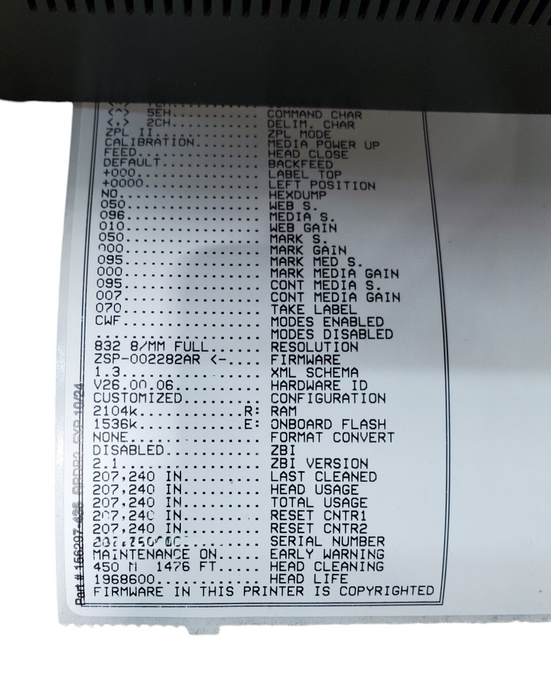 <^> 5EH............ COMMAND CHAR
<,> 2CH............ DELIM. CHAR
ZPL II............. ZPL MODE
CALIBRATION........ MEDIA POWER UP
FEED............... HEAD CLOSE
DEFAULT............ BACKFEED
+000............... LABEL TOP
+0000.............. LEFT POSITION
NO................. HEXDUMP
050................ WEB S.
096................ MEDIA S.
010................ WEB GAIN
050................ MARK S.
000................ MARK GAIN
095................ MARK MED S.
000................ MARK MEDIA GAIN
095................ CONT MEDIA S.
007................ CONT MEDIA GAIN
070................ TAKE LABEL
CWF................ MODES ENABLED
................... MODES DISABLED
832 8/MM FULL...... RESOLUTION
ZSP-002282AR <-.... FIRMWARE
1.3................ XML SCHEMA
V26.00.06.......... HARDWARE ID
CUSTOMIZED......... CONFIGURATION
2104k............R: RAM
1536k............E: ONBOARD FLASH
NONE............... FORMAT CONVERT
DISABLED........... ZBI
2.1................ ZBI VERSION
207,240 IN......... LAST CLEANED
207,240 IN......... HEAD USAGE
207,240 IN......... TOTAL USAGE
207,240 IN......... RESET CNTR1
207,240 IN......... RESET CNTR2
SERIAL NUMBER
MAINTENANCE ON..... EARLY WARNING
450 M 1476 FT..... HEAD CLEANING
1968600............ HEAD LIFE
FIRMWARE IN THIS PRINTER IS COPYRIGHTED
Part # EXP 10/24